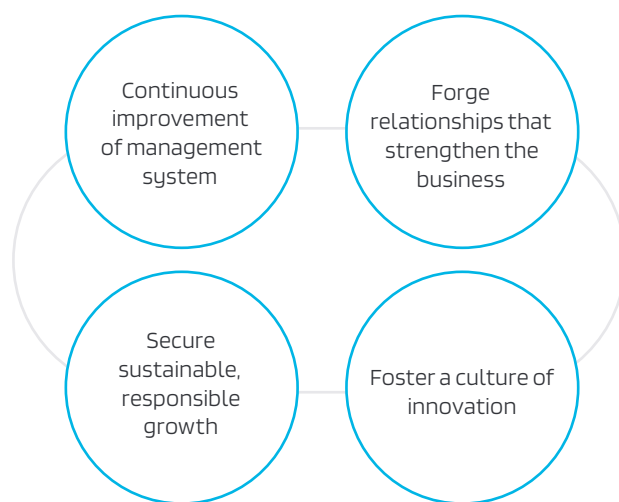 Continuous
improvement
of management
system
Forge
relationships that
strengthen the
business
Secure
sustainable,
responsible
growth
Foster a culture of
innovation